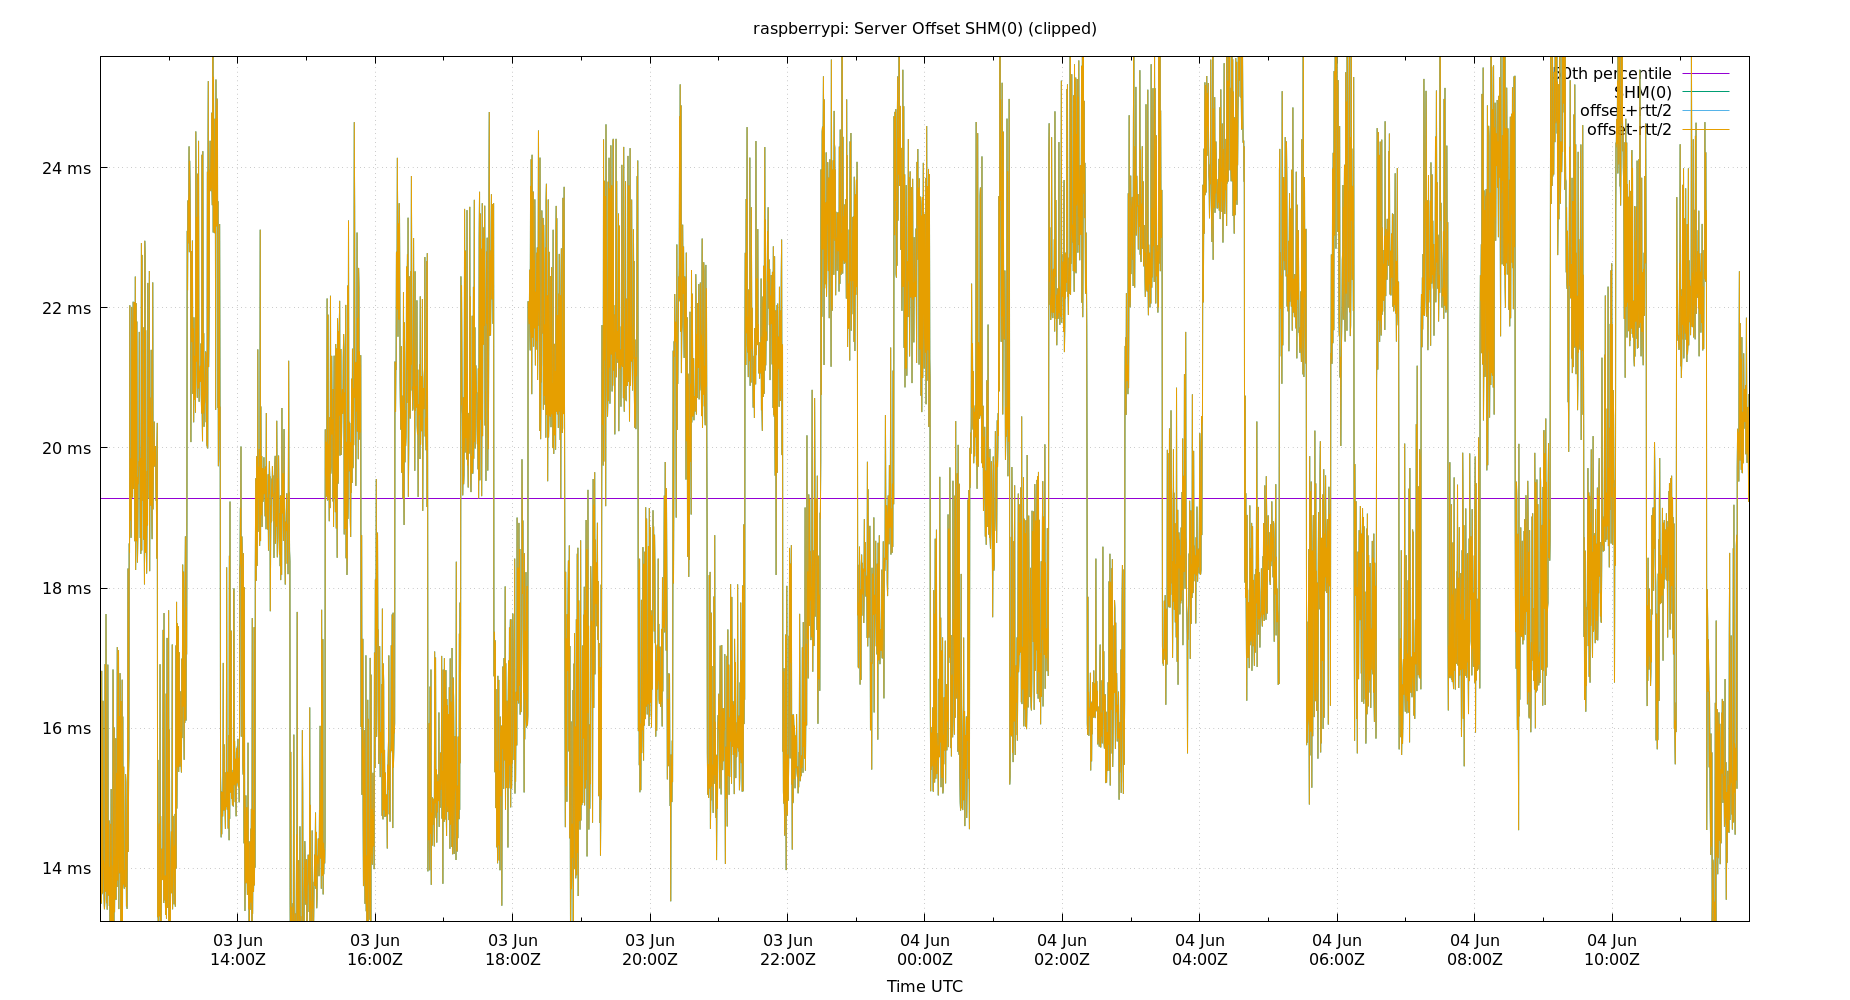 raspberrypi: Server Offset SHM(0) (clipped)
50th percentile
SHM(0)
offset+rtt/2
offset-rtt/2
24 ms
22 ms
20 ms
18 ms
16 ms
14 ms
03 Jun 03 Jun 03 Jun 03 Jun 03 Jun 04 Jun 04 Jun 04 Jun 04 Jun 04 Jun 04 Jun
14:00Z 16:00Z 18:00Z 20:00Z 22:00Z 00:00Z 02:00Z 04:00Z 06:00Z 08:00Z 10:00Z
Time UTC